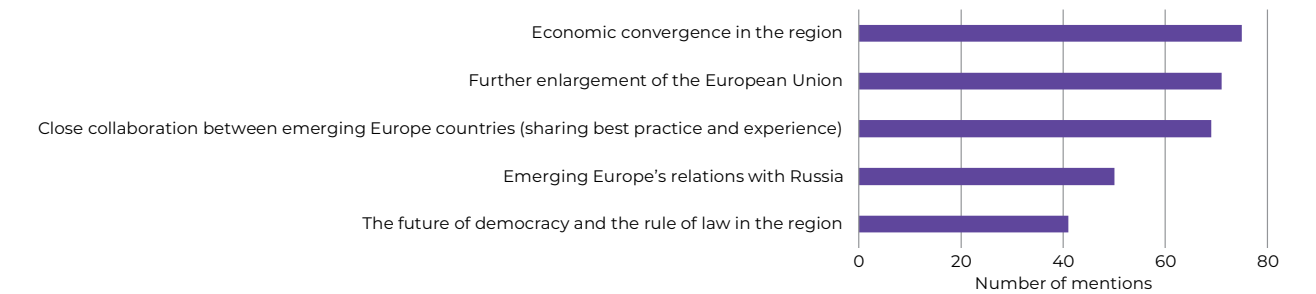 Economic convergence in the region
Further enlargement of the European Union
Close collaboration between emerging Europe countries (sharing best practice and experience)
Emerging Europe’s relations with Russia
The future of democracy and the rule of law in the region
0 20 40 60 80
Number of mentions